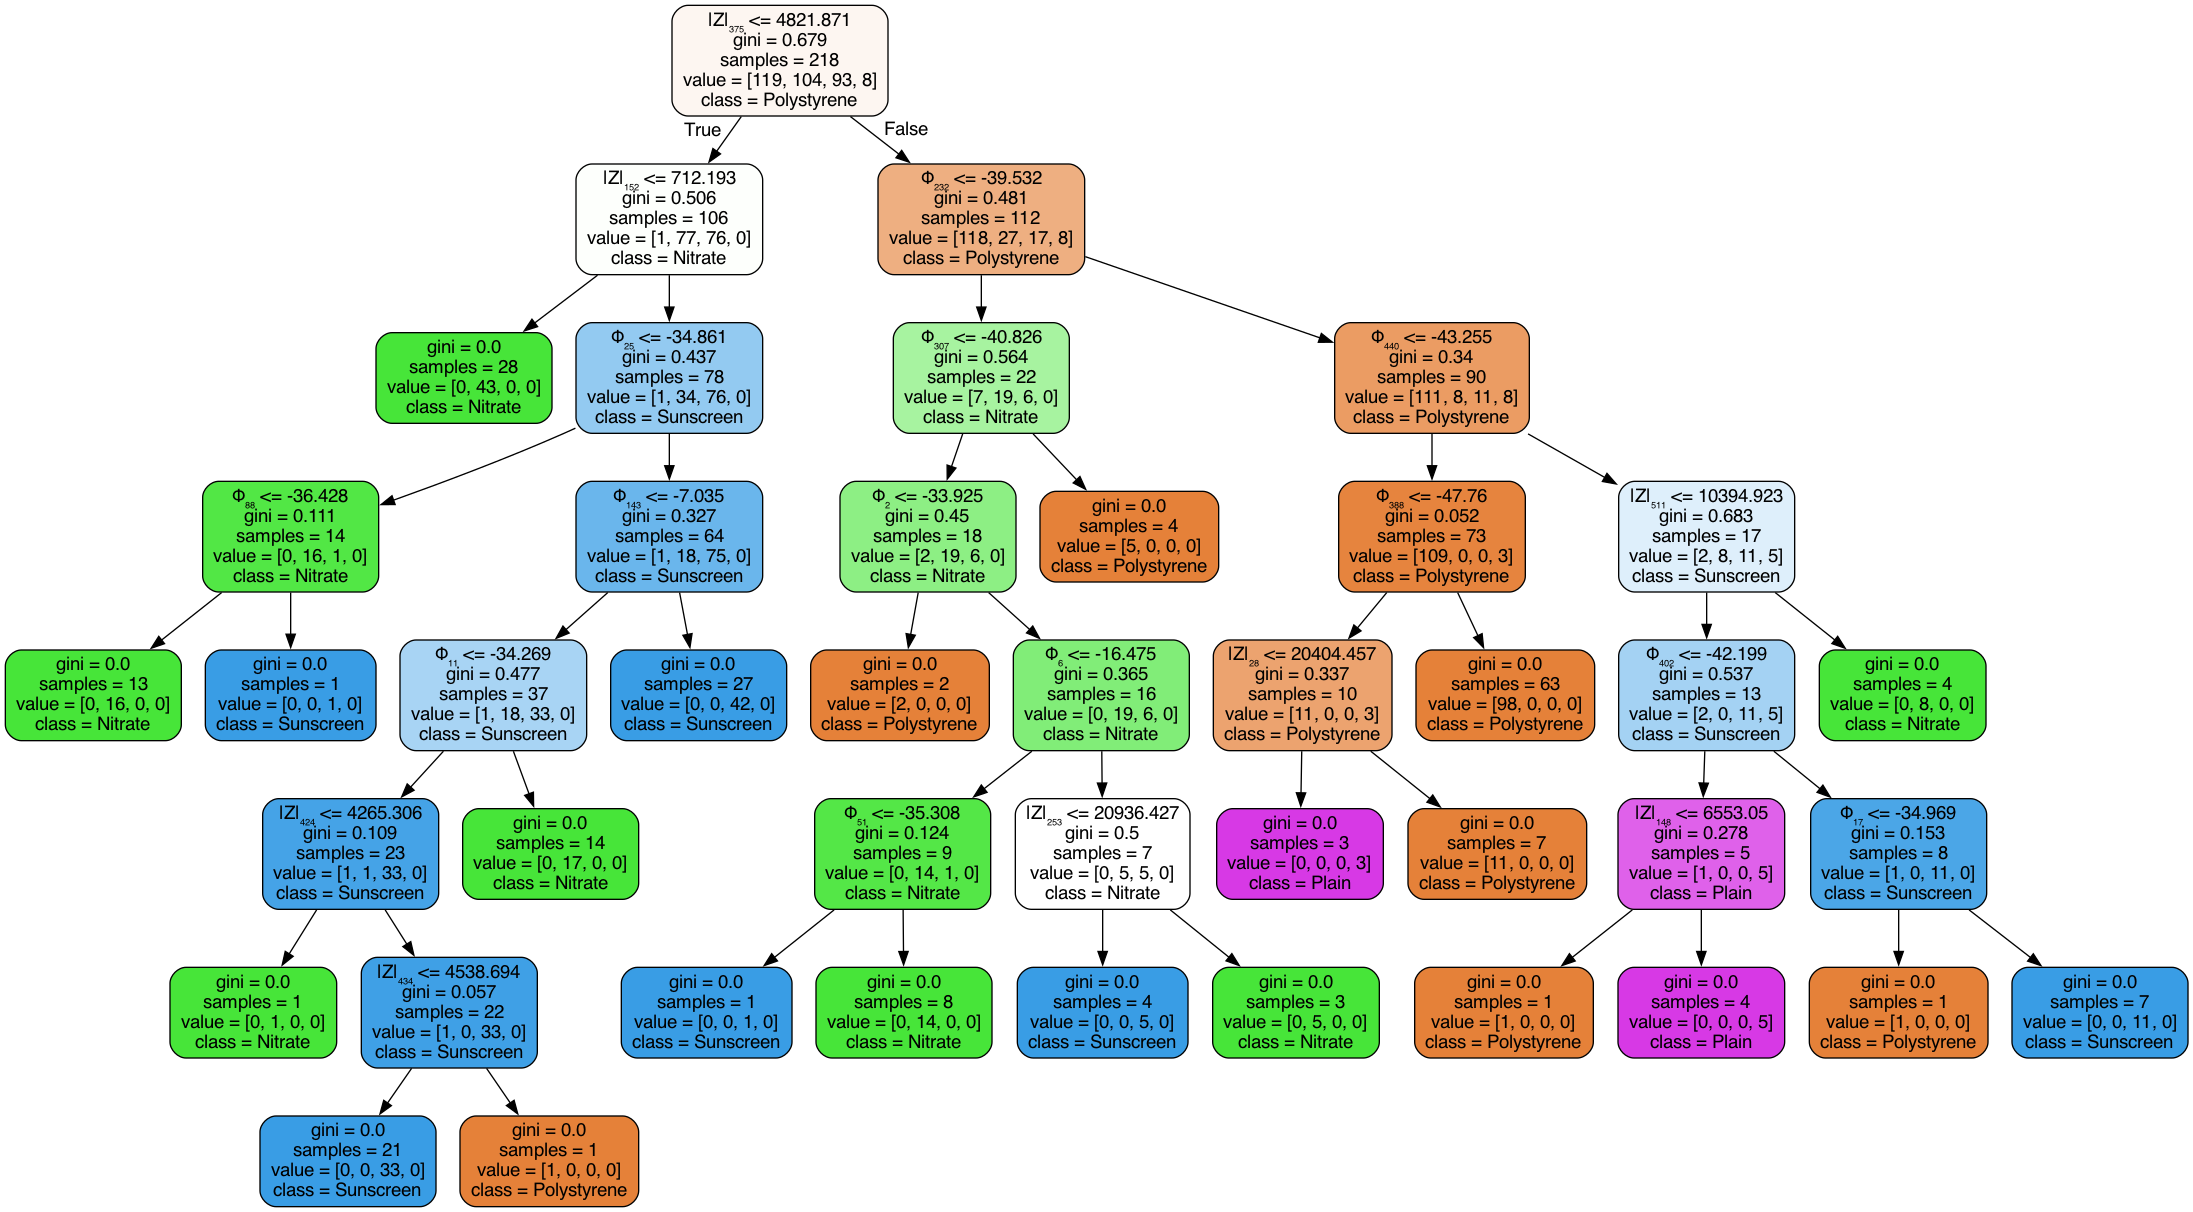 |Z|₃₇₅ <= 4821.871
gini = 0.679
samples = 218
value = [119, 104, 93, 8]
class = Polystyrene
True
False
|Z|₁₅₂ <= 712.193
gini = 0.506
samples = 106
value = [1, 77, 76, 0]
class = Nitrate
Φ₂₃₂ <= -39.532
gini = 0.481
samples = 112
value = [118, 27, 17, 8]
class = Polystyrene
gini = 0.0
samples = 28
value = [0, 43, 0, 0]
class = Nitrate
Φ₂₅ <= -34.861
gini = 0.437
samples = 78
value = [1, 34, 76, 0]
class = Sunscreen
Φ₃₀₇ <= -40.826
gini = 0.564
samples = 22
value = [7, 19, 6, 0]
class = Nitrate
Φ₄₄₀ <= -43.255
gini = 0.34
samples = 90
value = [111, 8, 11, 8]
class = Polystyrene
Φ₈₈ <= -36.428
gini = 0.111
samples = 14
value = [0, 16, 1, 0]
class = Nitrate
Φ₁₄₃ <= -7.035
gini = 0.327
samples = 64
value = [1, 18, 75, 0]
class = Sunscreen
Φ₂ <= -33.925
gini = 0.45
samples = 18
value = [2, 19, 6, 0]
class = Nitrate
gini = 0.0
samples = 4
value = [5, 0, 0, 0]
class = Polystyrene
Φ₃₈₈ <= -47.76
gini = 0.052
samples = 73
value = [109, 0, 0, 3]
class = Polystyrene
|Z|₅₁₁ <= 10394.923
gini = 0.683
samples = 17
value = [2, 8, 11, 5]
class = Sunscreen
gini = 0.0
samples = 13
value = [0, 16, 0, 0]
class = Nitrate
gini = 0.0
samples = 1
value = [0, 0, 1, 0]
class = Sunscreen
Φ₁₁ <= -34.269
gini = 0.477
samples = 37
value = [1, 18, 33, 0]
class = Sunscreen
gini = 0.0
samples = 27
value = [0, 0, 42, 0]
class = Sunscreen
gini = 0.0
samples = 2
value = [2, 0, 0, 0]
class = Polystyrene
Φ₆ <= -16.475
gini = 0.365
samples = 16
value = [0, 19, 6, 0]
class = Nitrate
|Z|₂₈ <= 20404.457
gini = 0.337
samples = 10
value = [11, 0, 0, 3]
class = Polystyrene
gini = 0.0
samples = 63
value = [98, 0, 0, 0]
class = Polystyrene
Φ₄₀₂ <= -42.199
gini = 0.537
samples = 13
value = [2, 0, 11, 5]
class = Sunscreen
gini = 0.0
samples = 4
value = [0, 8, 0, 0]
class = Nitrate
|Z|₄₂₄ <= 4265.306
gini = 0.109
samples = 23
value = [1, 1, 33, 0]
class = Sunscreen
gini = 0.0
samples = 14
value = [0, 17, 0, 0]
class = Nitrate
Φ₅₁ <= -35.308
gini = 0.124
samples = 9
value = [0, 14, 1, 0]
class = Nitrate
|Z|₂₅₃ <= 20936.427
gini = 0.5
samples = 7
value = [0, 5, 5, 0]
class = Nitrate
gini = 0.0
samples = 3
value = [0, 0, 0, 3]
class = Plain
gini = 0.0
samples = 7
value = [11, 0, 0, 0]
class = Polystyrene
|Z|₁₄₈ <= 6553.05
gini = 0.278
samples = 5
value = [1, 0, 0, 5]
class = Plain
Φ₁₇ <= -34.969
gini = 0.153
samples = 8
value = [1, 0, 11, 0]
class = Sunscreen
gini = 0.0
samples = 1
value = [0, 1, 0, 0]
class = Nitrate
|Z|₄₃₄ <= 4538.694
gini = 0.057
samples = 22
value = [1, 0, 33, 0]
class = Sunscreen
gini = 0.0
samples = 1
value = [0, 0, 1, 0]
class = Sunscreen
gini = 0.0
samples = 8
value = [0, 14, 0, 0]
class = Nitrate
gini = 0.0
samples = 4
value = [0, 0, 5, 0]
class = Sunscreen
gini = 0.0
samples = 3
value = [0, 5, 0, 0]
class = Nitrate
gini = 0.0
samples = 1
value = [1, 0, 0, 0]
class = Polystyrene
gini = 0.0
samples = 4
value = [0, 0, 0, 5]
class = Plain
gini = 0.0
samples = 1
value = [1, 0, 0, 0]
class = Polystyrene
gini = 0.0
samples = 7
value = [0, 0, 11, 0]
class = Sunscreen
gini = 0.0
samples = 21
value = [0, 0, 33, 0]
class = Sunscreen
gini = 0.0
samples = 1
value = [1, 0, 0, 0]
class = Polystyrene